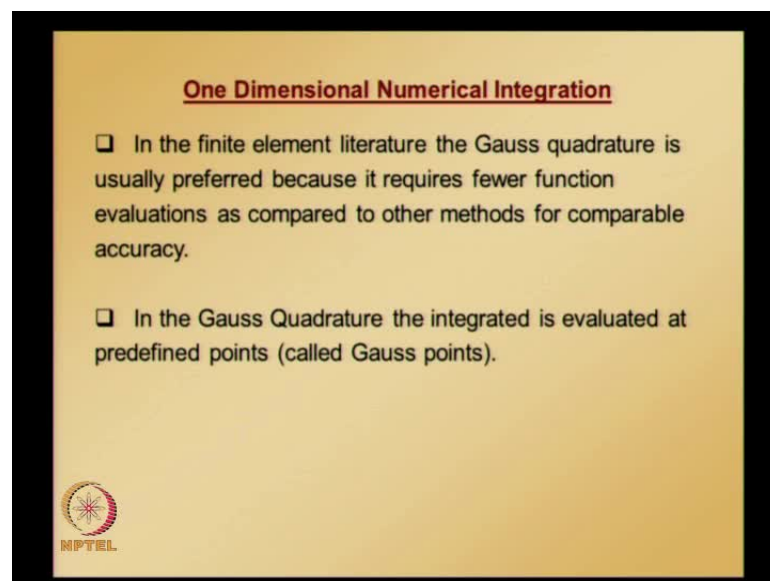 One Dimensional Numerical Integration
❑ In the finite element literature the Gauss quadrature is
usually preferred because it requires fewer function
evaluations as compared to other methods for comparable
accuracy.
❑ In the Gauss Quadrature the integrated is evaluated at
predefined points (called Gauss points).
NPTEL